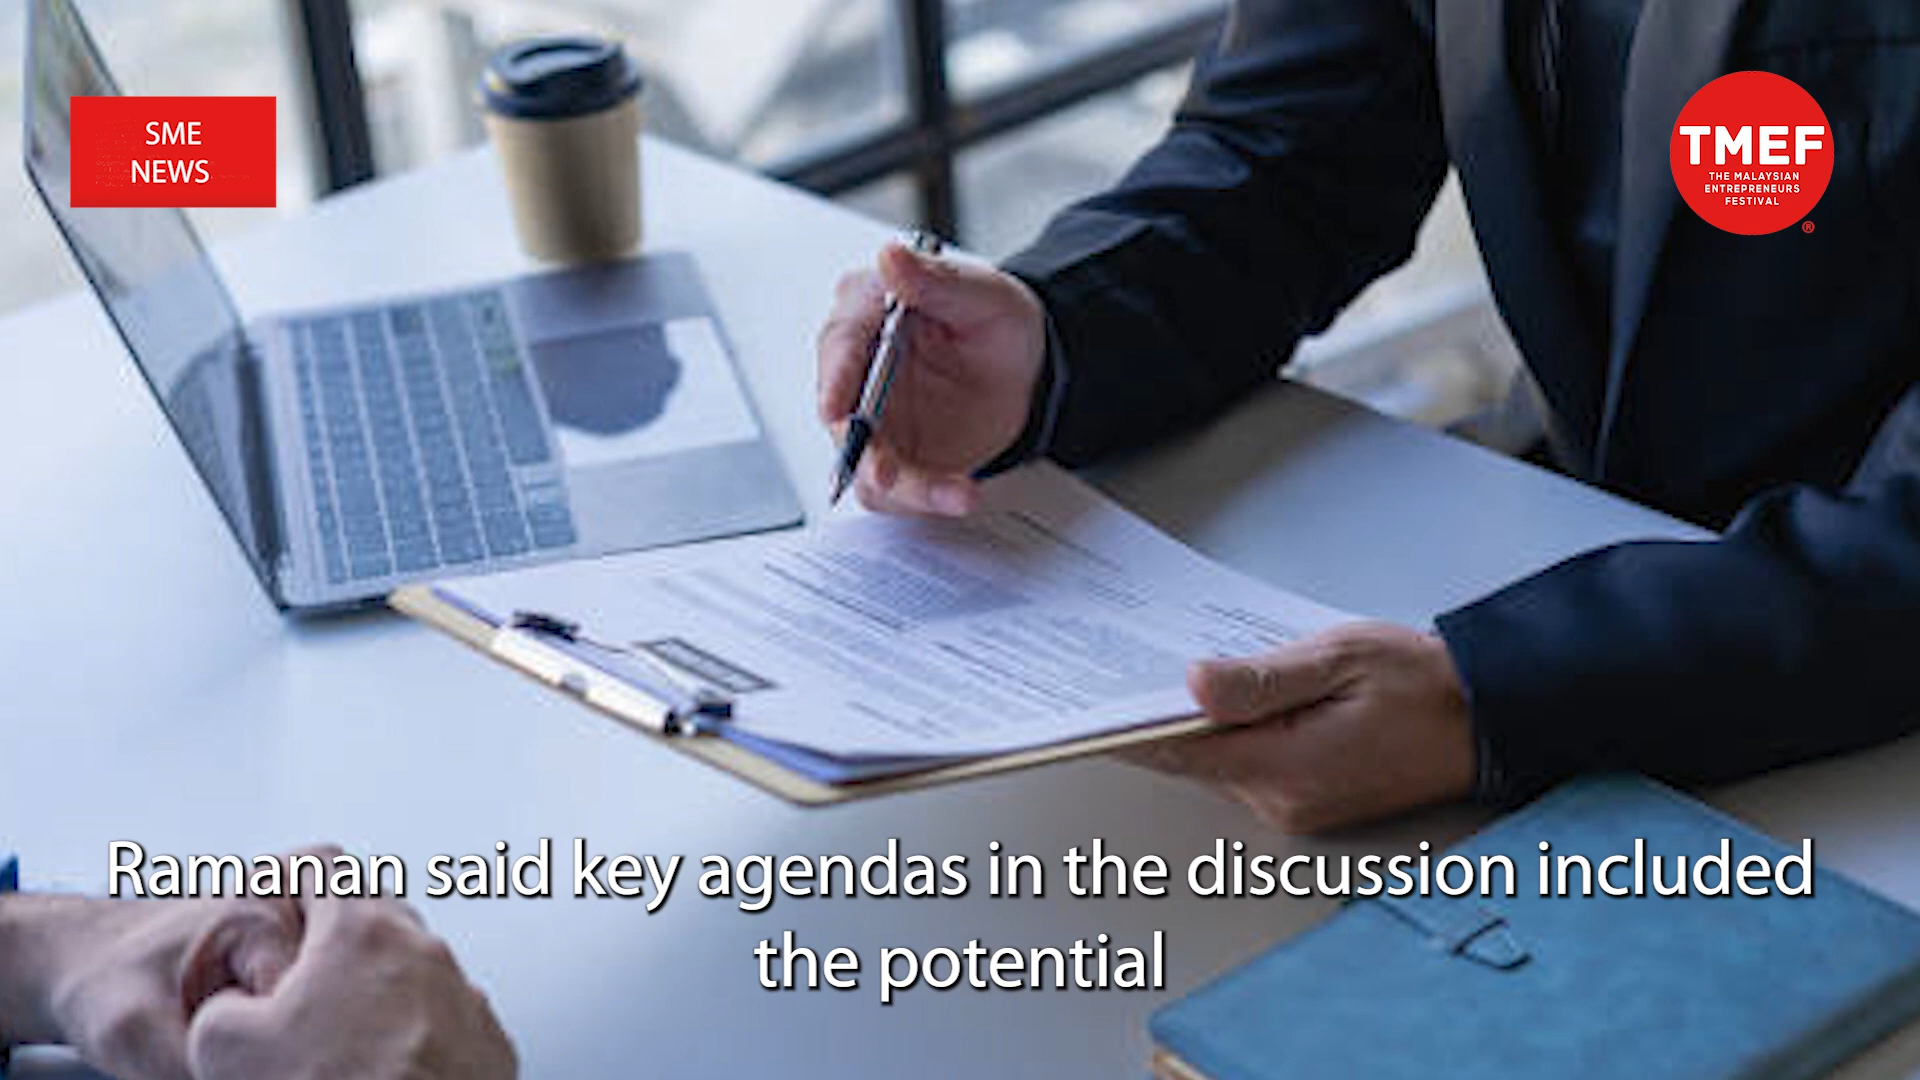 SME
NEWS
TMEF
THE MALAYSIAN
ENTREPRENEURS
FESTIVAL
®
Ramanan said key agendas in the discussion included
the potential